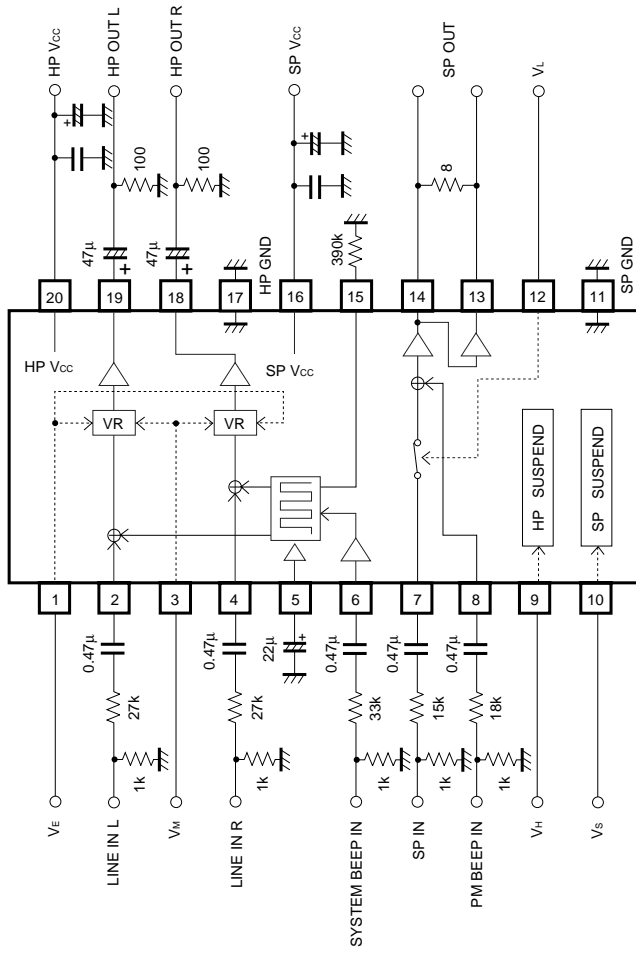 HP VCC
HP OUT L
HP OUT R
SP VCC
SP OUT
VL
+
100
100
8
47μ
47μ
+
+
HP GND
+
390k
SP GND
20
19
18
17
16
15
14
13
12
11
HP VCC
SP VCC
VR
VR
HP SUSPEND
SP SUSPEND
1
2
3
4
5
6
7
8
9
10
0.47μ
0.47μ
22μ
+
0.47μ
0.47μ
0.47μ
27k
27k
33k
15k
18k
1k
1k
1k
1k
1k
VE
LINE IN L
VM
LINE IN R
SYSTEM BEEP IN
SP IN
PM BEEP IN
VH
VS